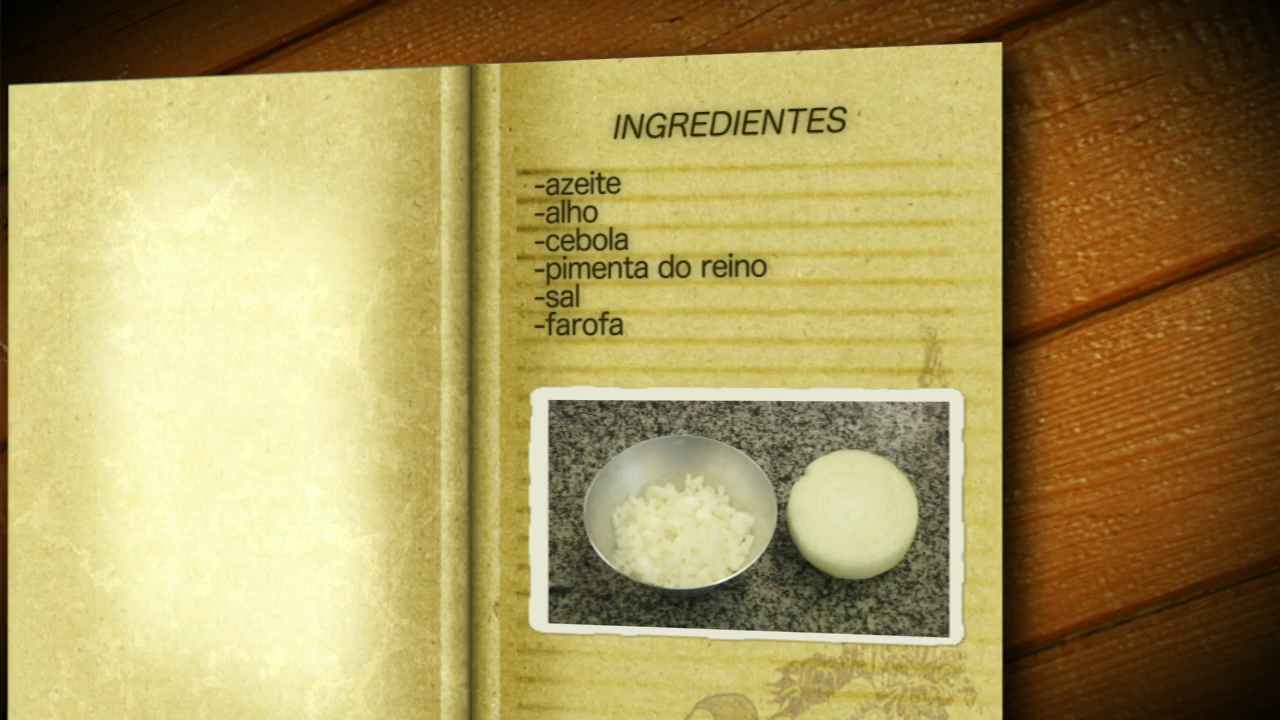 INGREDIENTES
-azeite
-alho
-cebola
-pimenta do reino
-sal
-farofa